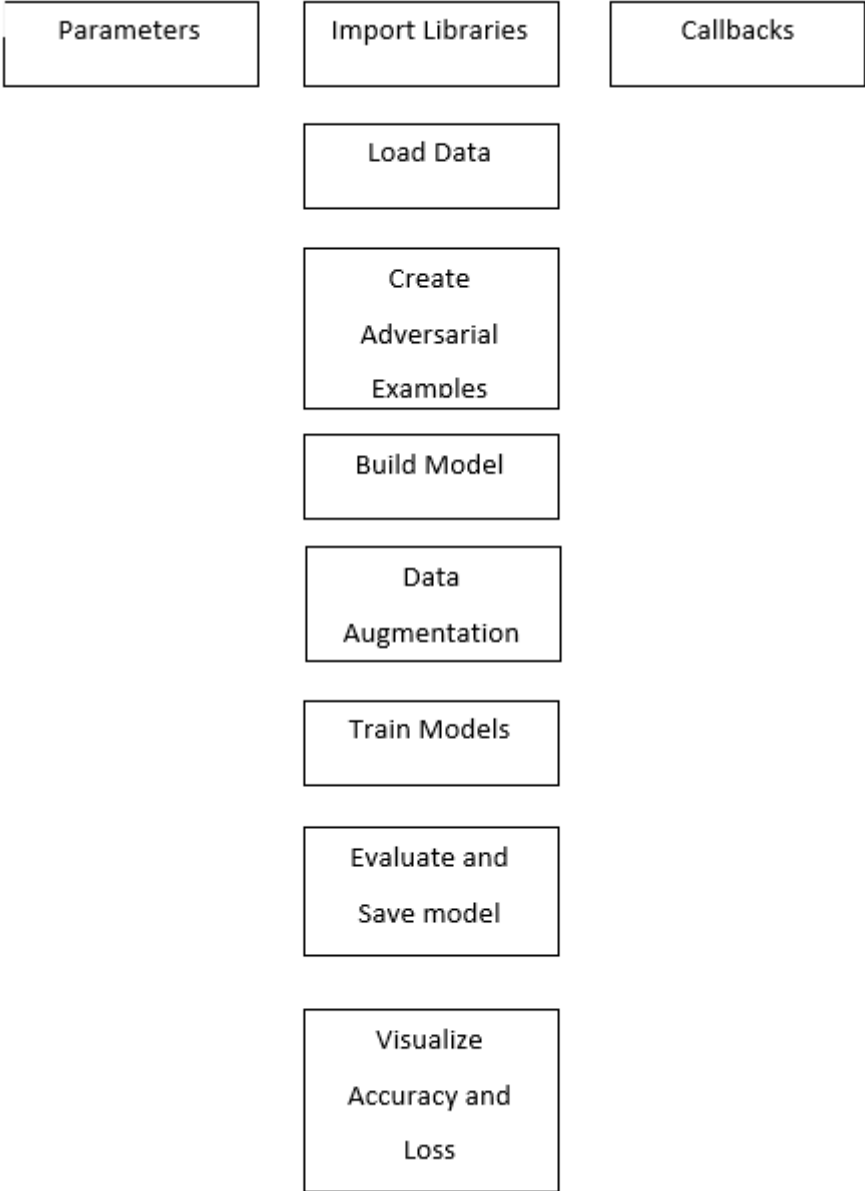 Parameters
Import Libraries
Callbacks
Load Data
Create
Adversarial
Examples
Build Model
Data
Augmentation
Train Models
Evaluate and
Save model
Visualize
Accuracy and
Loss